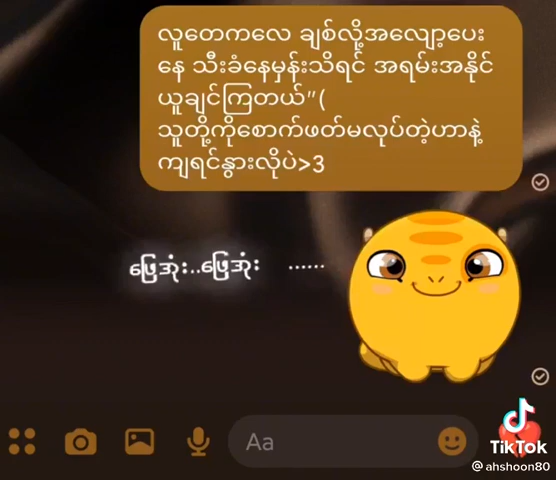 လူတေကလေ ချစ်လို့အလျော့ပေး
နေ သီးခံနေမှန်းသိရင် အရမ်းအနိုင်
ယူချင်ကြတယ်"(
သူတို့ကိုစောက်ဖတ်မလုပ်တဲ့ဟာနဲ့
ကျရင်နွားလိုပဲ>3
ဖြေအုံး..ဖြေအုံး ......
Aa
TikTok
@ahshoon80